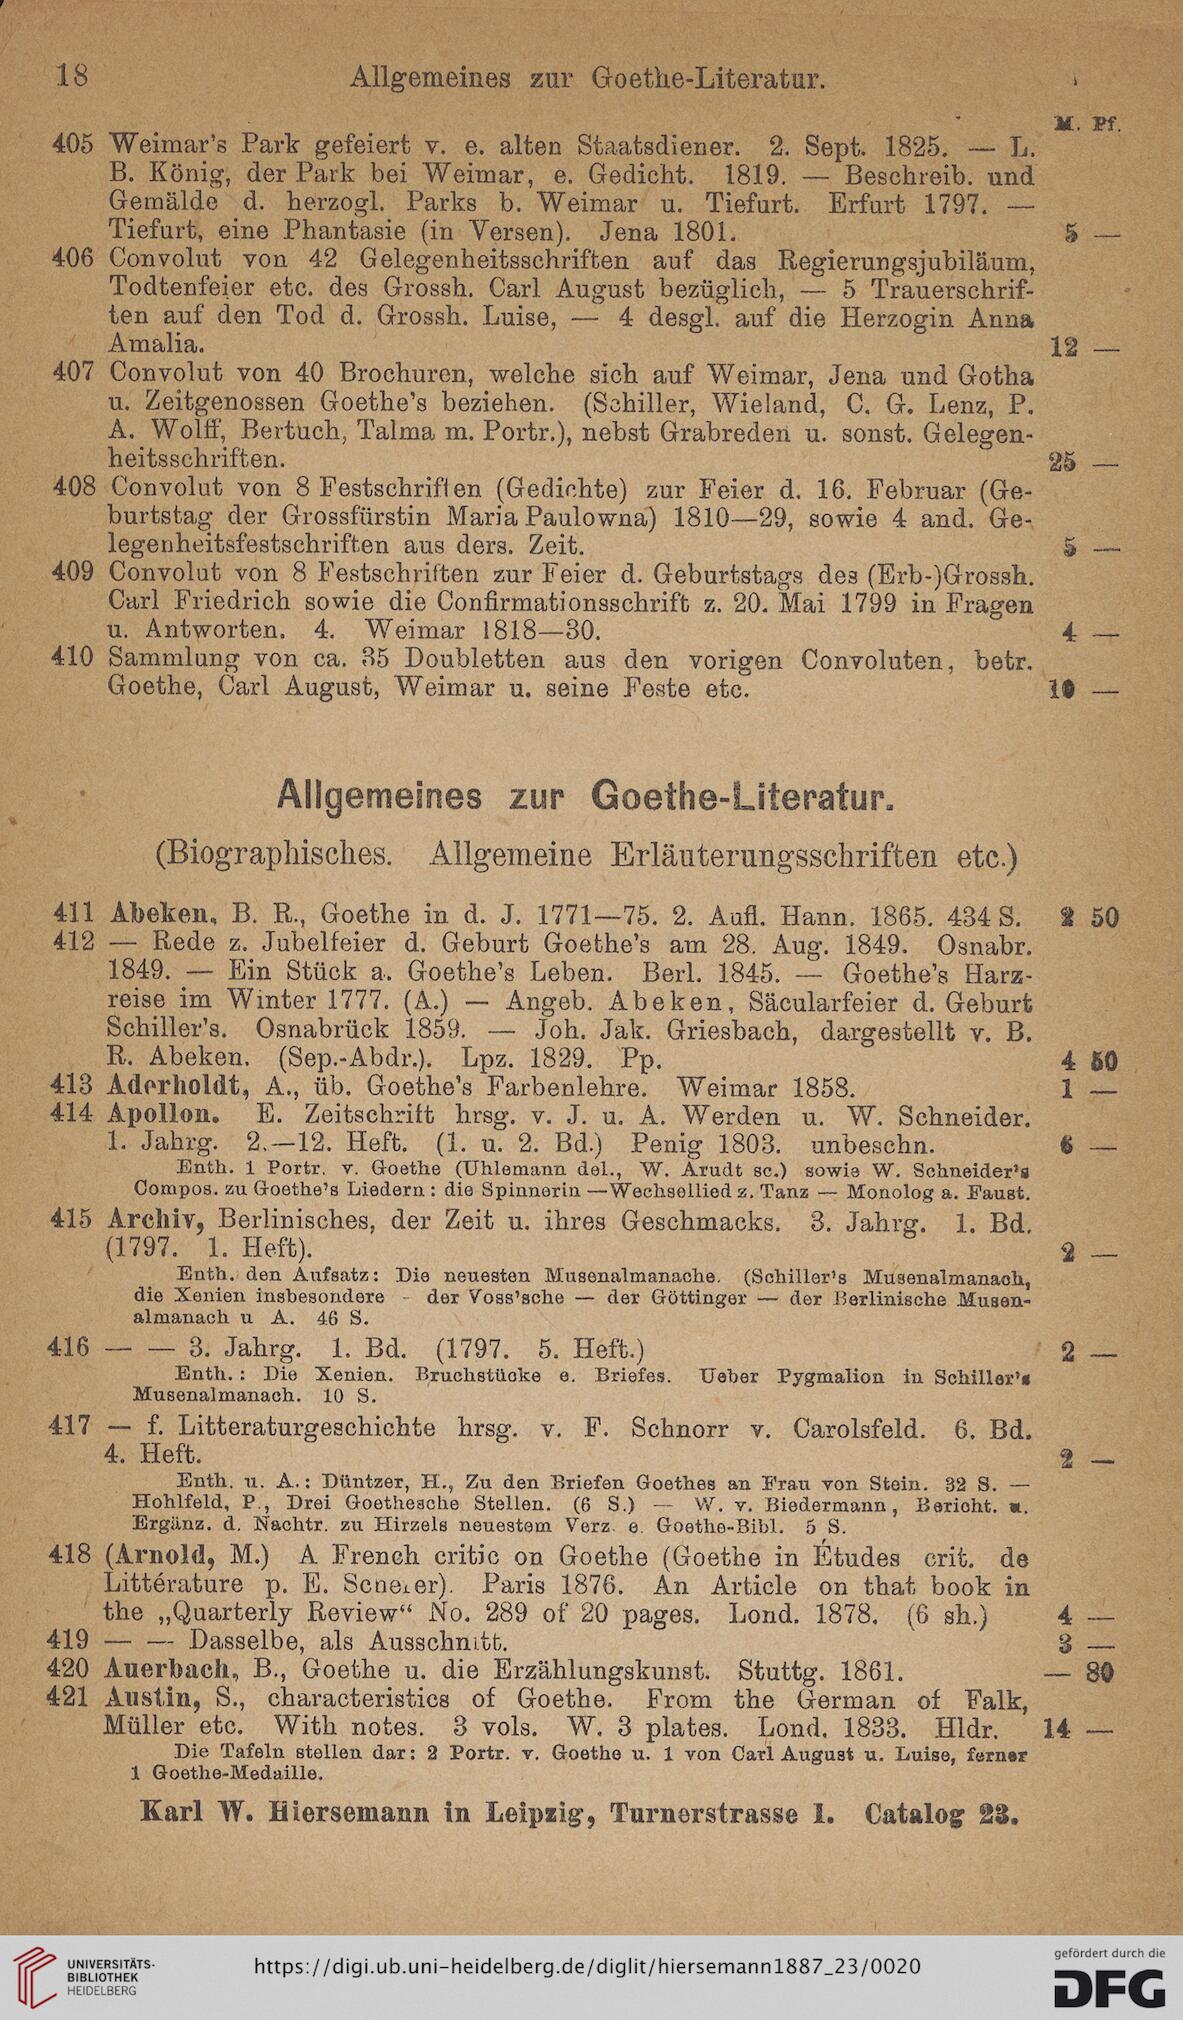 18 Allgemeines zur Goethe-Literatur.
M. Pf.
405 Weimar's Park gefeiert v. e. alten Staatsdiener. 2. Sept. 1825. — L.
B. König, der Park bei Weimar, e. Gedicht. 1819. — Beschreib. und
Gemälde d. herzogl. Parks b. Weimar u. Tiefurt. Erfurt 1797. —
Tiefurt, eine Phantasie (in Versen). Jena 1801. 5 —
406 Convolut von 42 Gelegenheitsschriften auf das Regierungsjubiläum,
Todtenfeier etc. des Grossh. Carl August bezüglich, — 5 Trauerschrif-
ten auf den Tod d. Grossh. Luise, — 4 desgl. auf die Herzogin Anna
Amalia. 12 —
407 Convolut von 40 Brochuren, welche sich auf Weimar, Jena und Gotha
u. Zeitgenossen Goethe's beziehen. (Schiller, Wieland, C. G. Lenz, P.
A. Wolff, Bertuch, Talma m. Portr.), nebst Grabreden u. sonst. Gelegen-
heitsschriften. 25 —
408 Convolut von 8 Festschriften (Gedichte) zur Feier d. 16. Februar (Ge-
burtstag der Grossfürstin Maria Paulowna) 1810—29, sowie 4 and. Ge-
legenheitsfestschriften aus ders. Zeit. 5 —
409 Convolut von 8 Festschriften zur Feier d. Geburtstags des (Erb-)Grossh.
Carl Friedrich sowie die Confirmationsschrift z. 20. Mai 1799 in Fragen
u. Antworten. 4. Weimar 1818—30. 4 —
410 Sammlung von ca. 35 Doubletten aus den vorigen Convoluten, betr.
Goethe, Carl August, Weimar u. seine Feste etc. 10 —
Allgemeines zur Goethe-Literatur.
(Biographisches. Allgemeine Erläuterungsschriften etc.)
411 Abeken, B. R., Goethe in d. J. 1771—75. 2. Aufl. Hann. 1865. 434 S. 2 50
412 — Rede z. Jubelfeier d. Geburt Goethe's am 28. Aug. 1849. Osnabr.
1849. — Ein Stück a. Goethe's Leben. Berl. 1845. — Goethe's Harz-
reise im Winter 1777. (A.) — Angeb. Abeken, Säcularfeier d. Geburt
Schiller's. Osnabrück 1859. — Joh. Jak. Griesbach, dargestellt v. B.
R. Abeken. (Sep.-Abdr.). Lpz. 1829. Pp. 4 50
413 Aderholdt, A., üb. Goethe's Farbenlehre. Weimar 1858. 1 —
414 Apollon. E. Zeitschrift hrsg. v. J. u. A. Werden u. W. Schneider.
1. Jahrg. 2.—12. Heft. (1. u. 2. Bd.) Penig 1803. unbeschn. 6 —
Enth. 1 Portr. v. Goethe (Uhlemann del., W. Arndt sc.) sowie W. Schneider's
Compos. zu Goethe's Liedern: die Spinnerin — Wechsellied z. Tanz — Monolog a. Faust.
415 Archiv, Berlinisches, der Zeit u. ihres Geschmacks. 3. Jahrg. 1. Bd.
(1797. 1. Heft). 2 —
Enth. den Aufsatz: Die neuesten Musenalmanache. (Schiller's Musenalmanach,
die Xenien insbesondere - der Voss'sche — der Göttinger — der Berlinische Musen-
almanach u A. 46 S.
416 — — 3. Jahrg. 1. Bd. (1797. 5. Heft.) 2 —
Enth.: Die Xenien. Bruchstücke e. Briefes. Ueber Pygmalion in Schiller's
Musenalmanach. 10 S.
417 — f. Litteraturgeschichte hrsg. v. F. Schnorr v. Carolsfeld. 6. Bd.
4. Heft. 2 —
Enth. u. A.: Düntzer, H., Zu den Briefen Goethes an Frau von Stein. 32 S. —
Hohlfeld, P., Drei Goethesche Stellen. (6 S.) — W. v. Biedermann, Bericht. u.
Ergänz. d. Nachtr. zu Hirzels neuestem Verz. e. Goethe-Bibl. 5 S.
418 (Arnold, M.) A French critic on Goethe (Goethe in Études crit. de
Littérature p. E. Scherer). Paris 1876. An Article on that book in
the „Quarterly Review“ No. 289 of 20 pages. Lond. 1878. (6 sh.) 4 —
419 — — Dasselbe, als Ausschnitt. 3 —
420 Auerbach, B., Goethe u. die Erzählungskunst. Stuttg. 1861. — 80
421 Austin, S., characteristics of Goethe. From the German of Falk,
Müller etc. With notes. 3 vols. W. 3 plates. Lond. 1833. Hldr. 14 —
Die Tafeln stellen dar: 2 Portr. v. Goethe u. 1 von Carl August u. Luise, ferner
1 Goethe-Medaille.
Karl W. Hiersemann in Leipzig, Turnerstrasse 1. Catalog 23.
UNIVERSITÄTS-
BIBLIOTHEK
HEIDELBERG
https://digi.ub.uni-heidelberg.de/diglit/hiersemann1887_23/0020
gefördert durch die
DFG